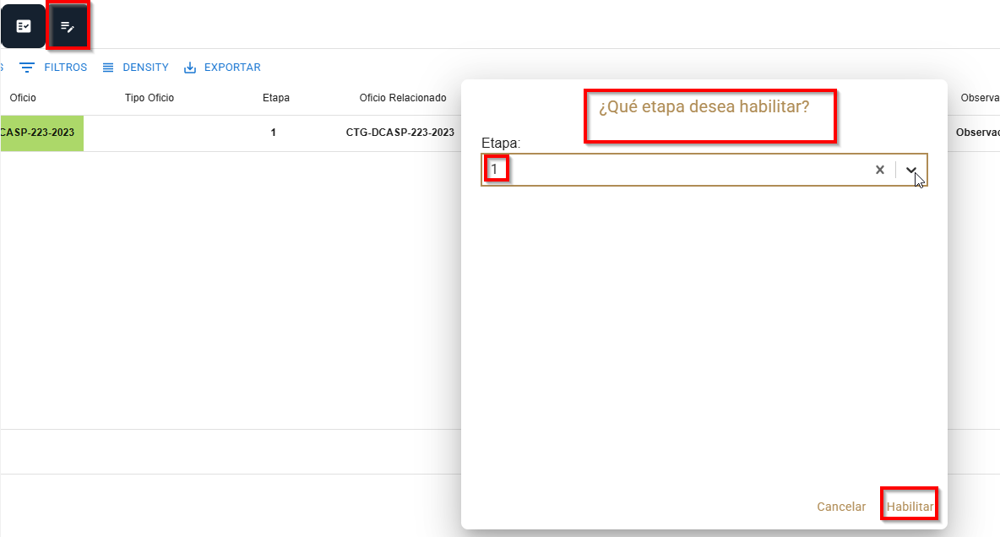 S FILTROS DENSITY EXPORTAR
Oficio Tipo Oficio Etapa Oficio Relacionado Observa
CASP-223-2023 1 CTG-DCASP-223-2023 Observac
¿Qué etapa desea habilitar?
Etapa:
1
Cancelar Habilitar